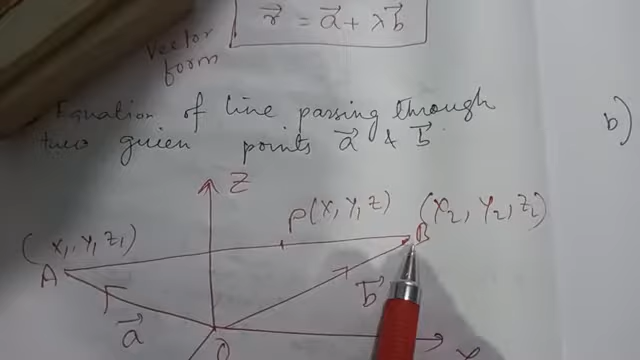 r⃗ = a⃗ + λb⃗
Vector
form
Equation of line passing through
two given points a⃗ & b⃗
b)
Z
P(x, y, z)
(x₂, y₂, z₂)
B
(x₁, y₁, z₁)
A
b⃗
a⃗
O